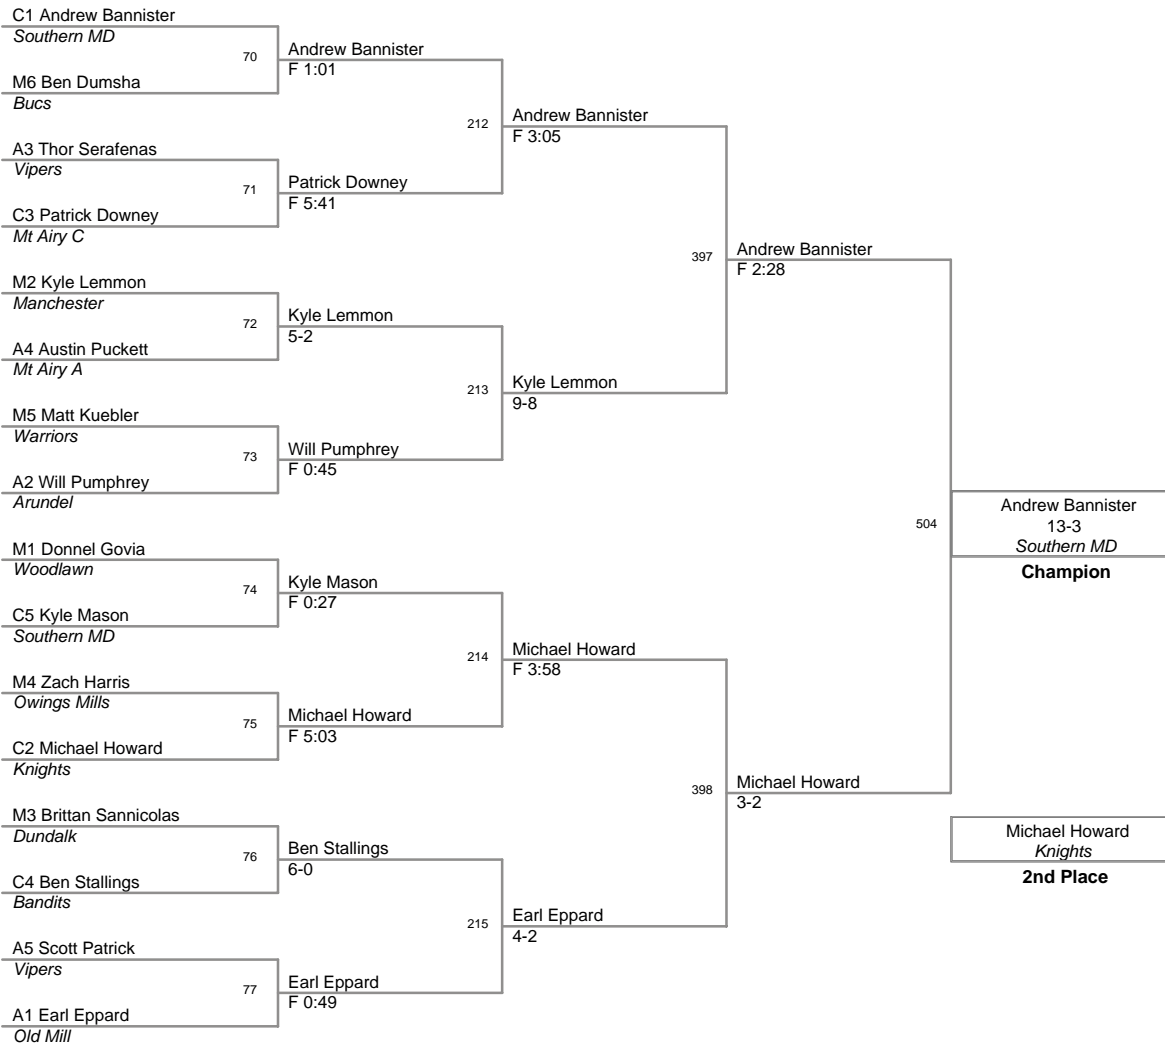 C1 Andrew Bannister
Southern MD
70
M6 Ben Dumsha
Bucs
A3 Thor Serafenas
Vipers
71
C3 Patrick Downey
Mt Airy C
M2 Kyle Lemmon
Manchester
72
A4 Austin Puckett
Mt Airy A
M5 Matt Kuebler
Warriors
73
A2 Will Pumphrey
Arundel
M1 Donnel Govia
Woodlawn
74
C5 Kyle Mason
Southern MD
M4 Zach Harris
Owings Mills
75
C2 Michael Howard
Knights
M3 Brittan Sannicolas
Dundalk
76
C4 Ben Stallings
Bandits
A5 Scott Patrick
Vipers
77
A1 Earl Eppard
Old Mill
Andrew Bannister
F 1:01
212
Patrick Downey
F 5:41
Kyle Lemmon
5-2
213
Will Pumphrey
F 0:45
Kyle Mason
F 0:27
214
Michael Howard
F 5:03
Ben Stallings
6-0
215
Earl Eppard
F 0:49
Andrew Bannister
F 3:05
397
Kyle Lemmon
9-8
Michael Howard
F 3:58
398
Earl Eppard
4-2
Andrew Bannister
F 2:28
504
Michael Howard
3-2
Andrew Bannister
13-3
Southern MD
Champion
Michael Howard
Knights
2nd Place